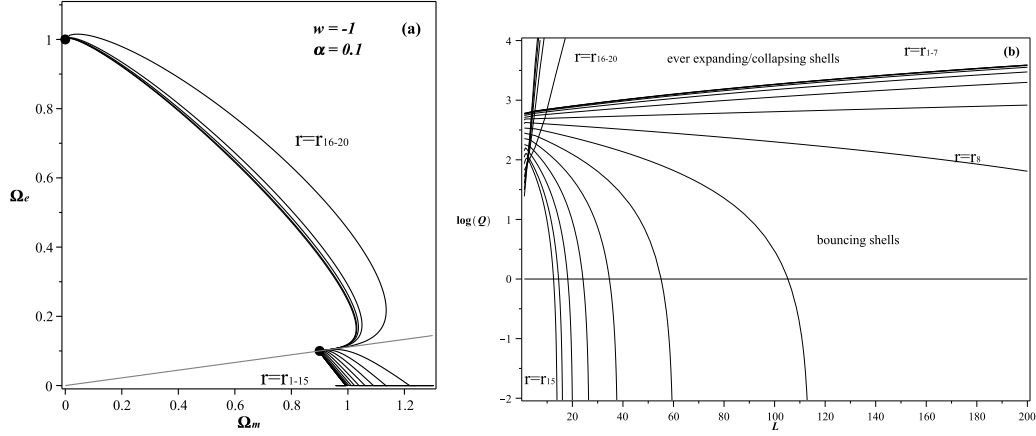 w = -1
(a)
α = 0.1
1
0.8
0.6
0.4
0.2
0
Ωe
r=r16-20
r=r1-15
0 0.2 0.4 0.6 0.8 1 1.2
Ωm
4
3
2
1
0
-1
-2
log(Q)
r=r16-20
ever expanding/collapsing shells
r=r1-7
(b)
r=r8
bouncing shells
r=r15
20 40 60 80 100 120 140 160 180 200
L